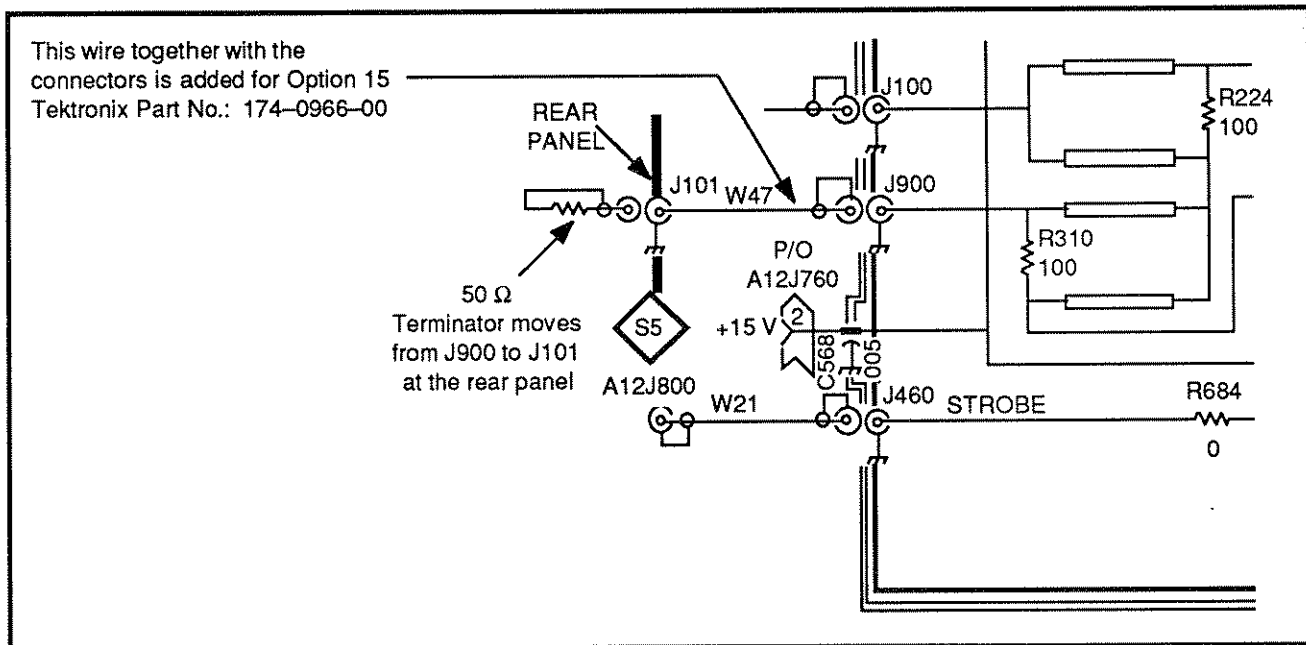 This wire together with the
connectors is added for Option 15
Tektronix Part No.: 174–0966–00
REAR
PANEL
J100
R224
100
J101
W47
J900
R310
100
50 Ω
Terminator moves
from J900 to J101
at the rear panel
S5
P/O
A12J760
+15 V
2
C568
005
A12J800
W21
J460
STROBE
R684
0